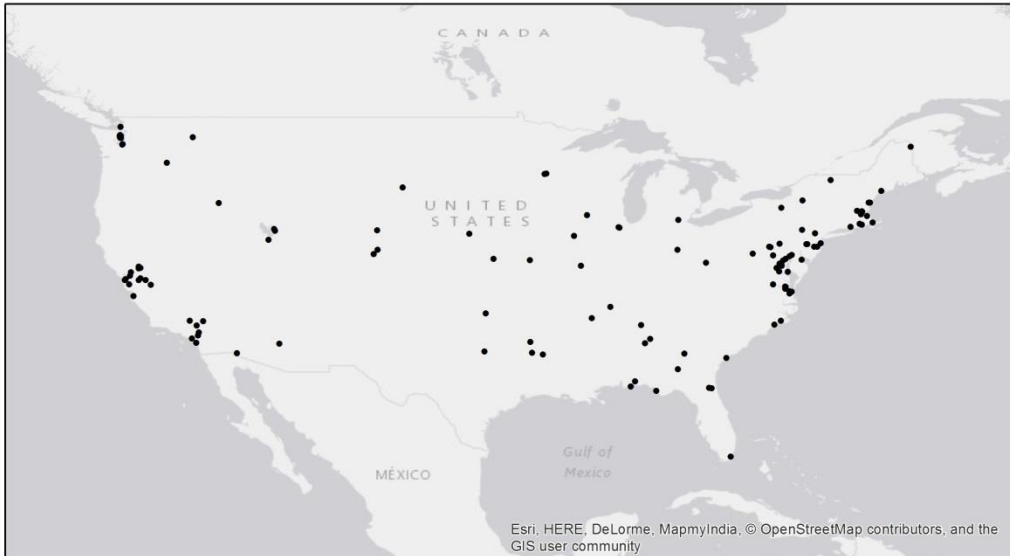 CANADA
UNITED
STATES
Gulf of
Mexico
MÉXICO
Esri, HERE, DeLorme, MapmyIndia, © OpenStreetMap contributors, and the
GIS user community